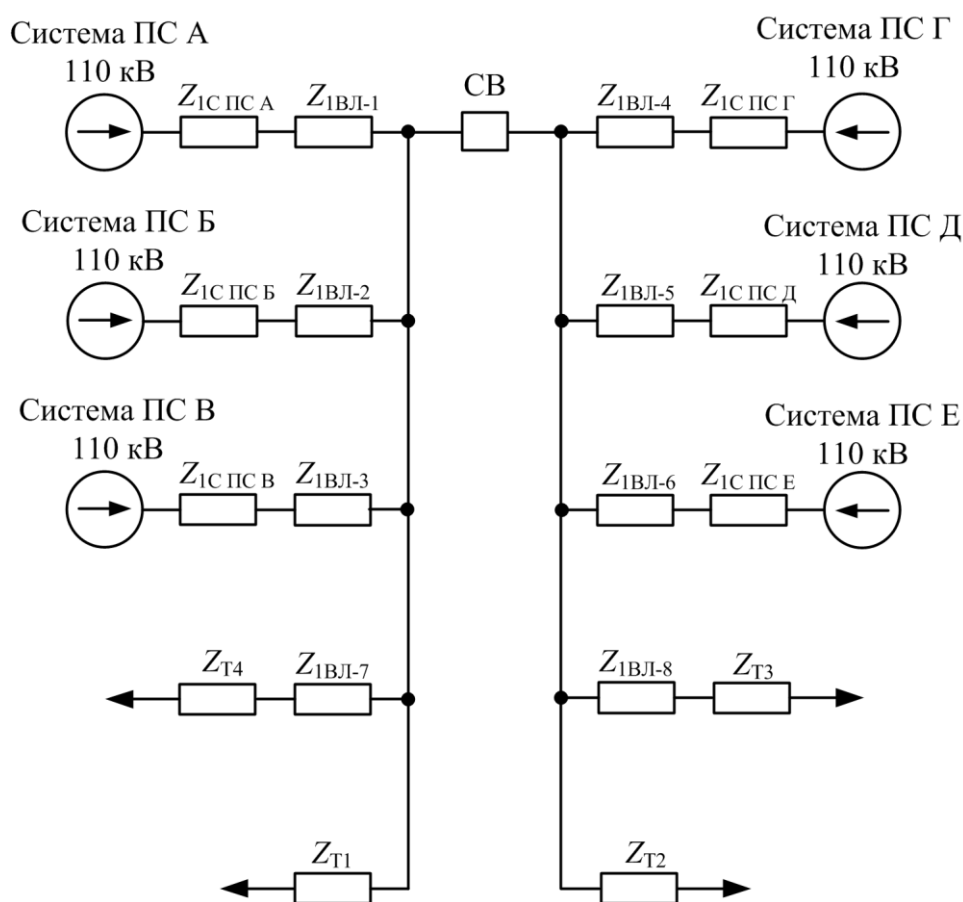 Система ПС А
110 кВ
Z1С ПС А
Z1ВЛ-1
СВ
Z1ВЛ-4
Z1С ПС Г
Система ПС Г
110 кВ
Система ПС Б
110 кВ
Z1С ПС Б
Z1ВЛ-2
Z1ВЛ-5
Z1С ПС Д
Система ПС Д
110 кВ
Система ПС В
110 кВ
Z1С ПС В
Z1ВЛ-3
Z1ВЛ-6
Z1С ПС Е
Система ПС Е
110 кВ
ZТ4
Z1ВЛ-7
Z1ВЛ-8
ZТ3
ZТ1
ZТ2